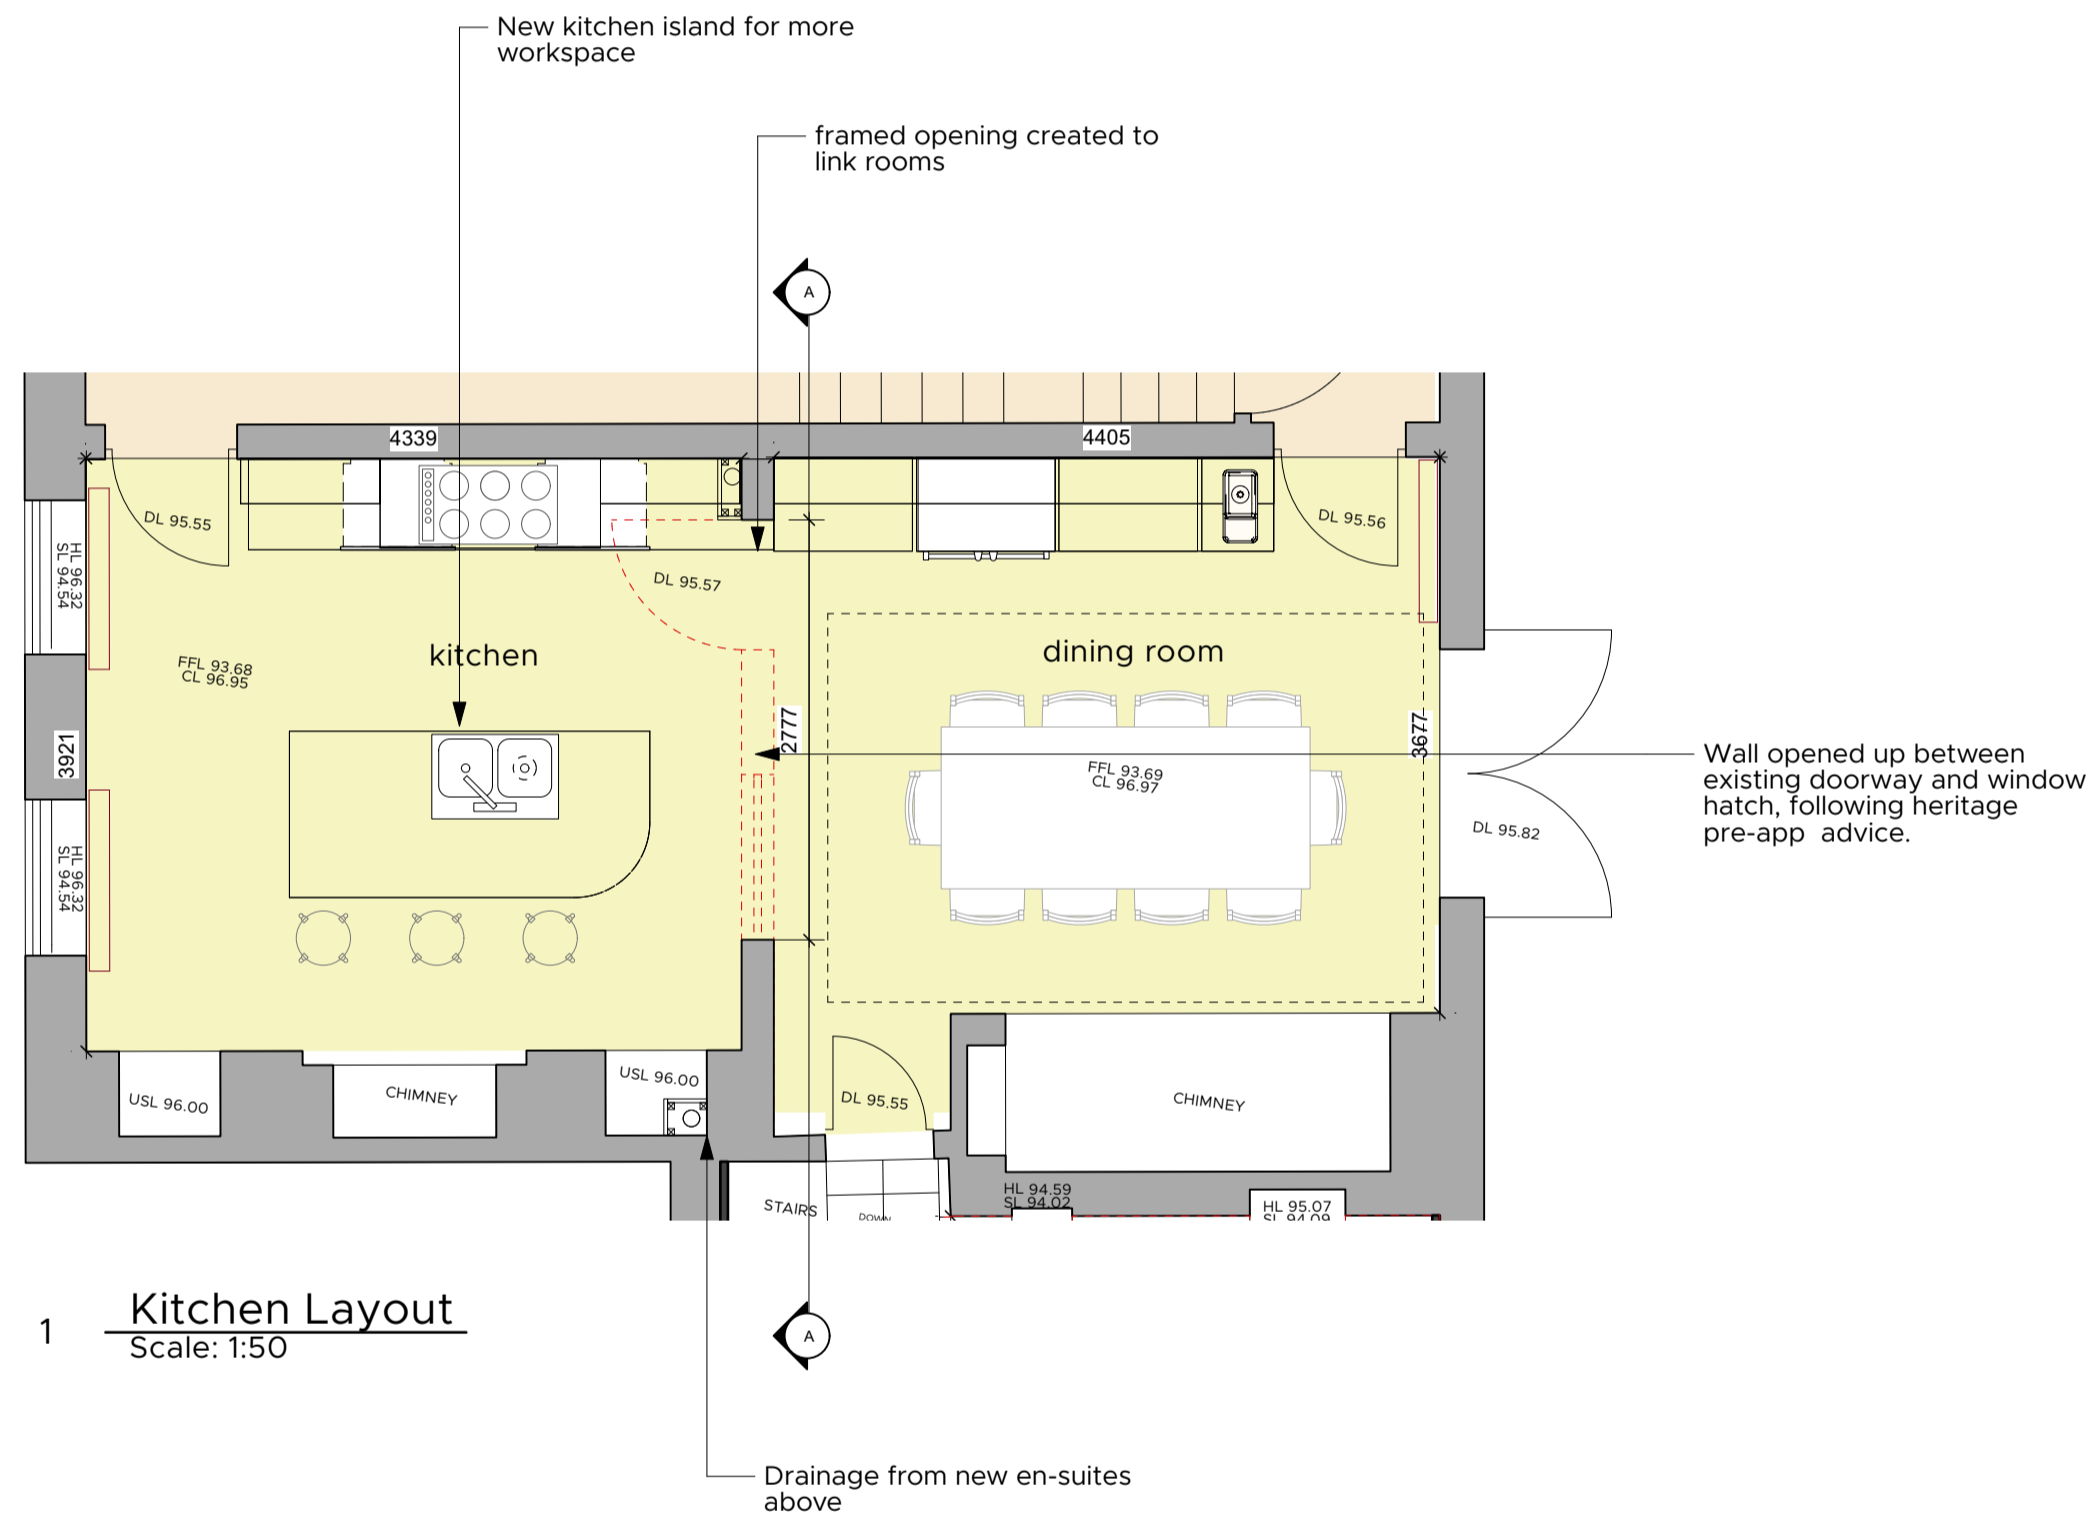 New kitchen island for more
workspace
framed opening created to
link rooms
A
4339
4405
DL 95.55
DL 95.56
HL 96.32
SL 94.54
DL 95.57
kitchen
dining room
FFL 93.68
CL 96.95
3921
2777
3677
FFL 93.69
CL 96.97
Wall opened up between
existing doorway and window
hatch, following heritage
pre-app advice.
DL 95.82
HL 96.32
SL 94.54
USL 96.00
CHIMNEY
USL 96.00
DL 95.55
CHIMNEY
STAIRS
DOWN
HL 94.59
SL 94.02
HL 95.07
SL 94.09
1
Kitchen Layout
Scale: 1:50
A
Drainage from new en-suites
above